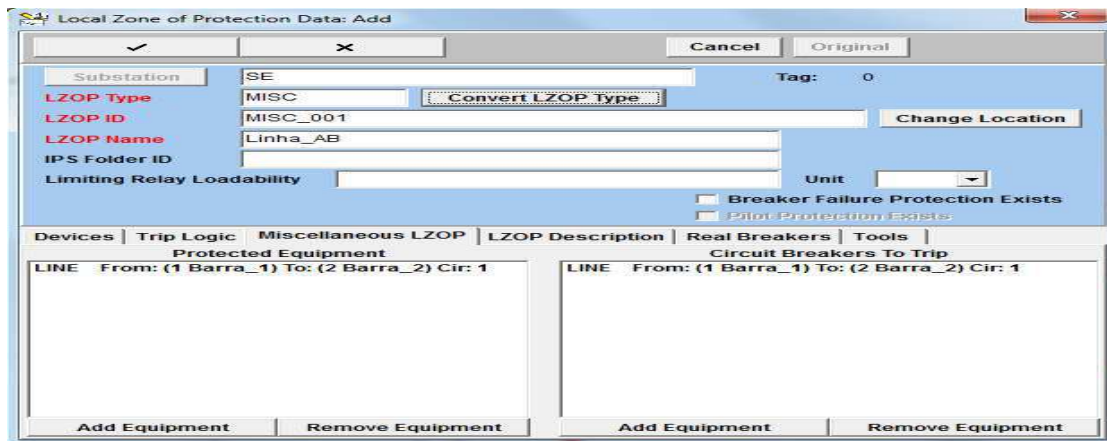 Local Zone of Protection Data: Add
Cancel Original
Substation SE Tag: 0
LZOP Type MISC Convert LZOP Type
LZOP ID MISC_001 Change Location
LZOP Name Linha_AB
IPS Folder ID
Limiting Relay Loadability Unit
Breaker Failure Protection Exists
Pilot Protection Exists
Devices Trip Logic Miscellaneous LZOP LZOP Description Real Breakers Tools
Protected Equipment Circuit Breakers To Trip
LINE From: (1 Barra_1) To: (2 Barra_2) Cir: 1 LINE From: (1 Barra_1) To: (2 Barra_2) Cir: 1
Add Equipment Remove Equipment Add Equipment Remove Equipment